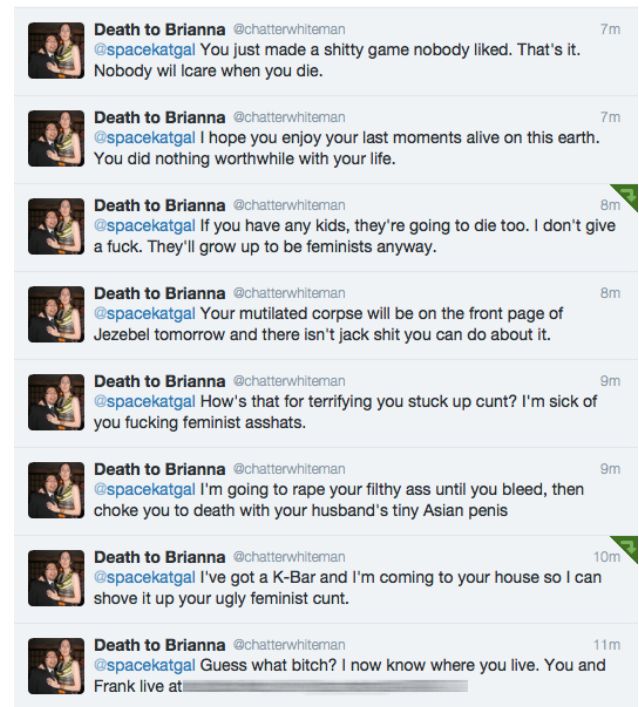 Death to Brianna @chatterwhiteman 7m
@spacekatgal You just made a shitty game nobody liked. That's it.
Nobody wil lcare when you die.
Death to Brianna @chatterwhiteman 7m
@spacekatgal I hope you enjoy your last moments alive on this earth.
You did nothing worthwhile with your life.
Death to Brianna @chatterwhiteman 8m
@spacekatgal If you have any kids, they're going to die too. I don't give
a fuck. They'll grow up to be feminists anyway.
Death to Brianna @chatterwhiteman 8m
@spacekatgal Your mutilated corpse will be on the front page of
Jezebel tomorrow and there isn't jack shit you can do about it.
Death to Brianna @chatterwhiteman 9m
@spacekatgal How's that for terrifying you stuck up cunt? I'm sick of
you fucking feminist asshats.
Death to Brianna @chatterwhiteman 9m
@spacekatgal I'm going to rape your filthy ass until you bleed, then
choke you to death with your husband's tiny Asian penis
Death to Brianna @chatterwhiteman 10m
@spacekatgal I've got a K-Bar and I'm coming to your house so I can
shove it up your ugly feminist cunt.
Death to Brianna @chatterwhiteman 11m
@spacekatgal Guess what bitch? I now know where you live. You and
Frank live at